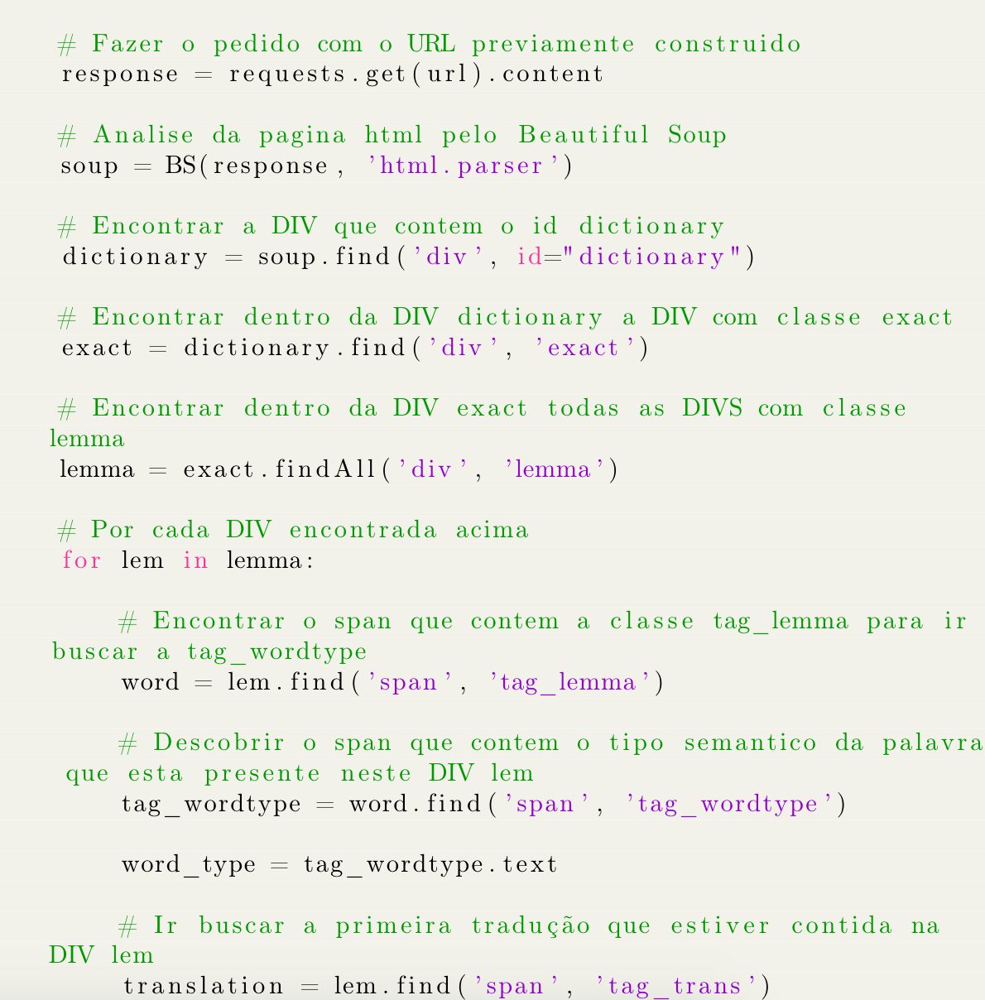 # Fazer o pedido com o URL previamente construido
response = requests.get(url).content
# Analise da pagina html pelo Beautiful Soup
soup = BS(response, 'html.parser')
# Encontrar a DIV que contem o id dictionary
dictionary = soup.find('div', id="dictionary")
# Encontrar dentro da DIV dictionary a DIV com classe exact
exact = dictionary.find('div', 'exact')
# Encontrar dentro da DIV exact todas as DIVS com classe
lemma
lemma = exact.findAll('div', 'lemma')
# Por cada DIV encontrada acima
for lem in lemma:
# Encontrar o span que contem a classe tag_lemma para ir
buscar a tag_wordtype
word = lem.find('span', 'tag_lemma')
# Descobrir o span que contem o tipo semantico da palavra
que esta presente neste DIV lem
tag_wordtype = word.find('span', 'tag_wordtype')
word_type = tag_wordtype.text
# Ir buscar a primeira tradução que estiver contida na
DIV lem
translation = lem.find('span', 'tag_trans')